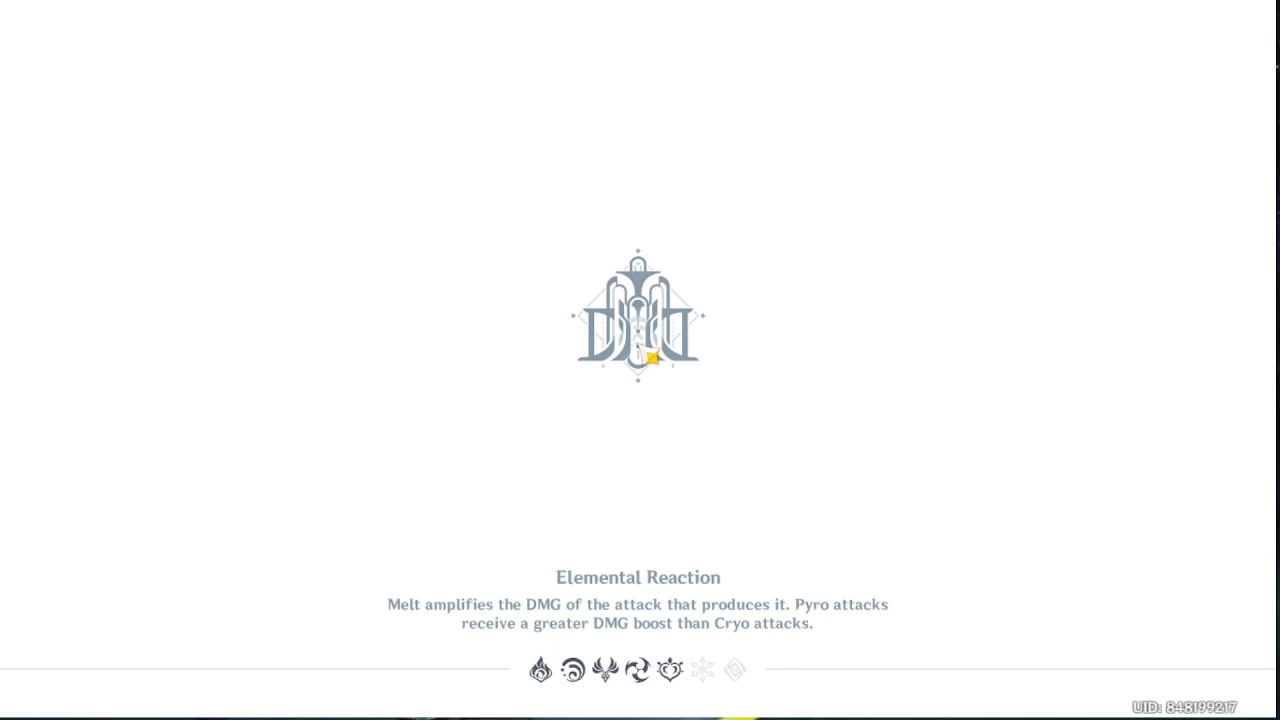 Elemental Reaction
Melt amplifies the DMG of the attack that produces it. Pyro attacks
receive a greater DMG boost than Cryo attacks.
UID: 848199217